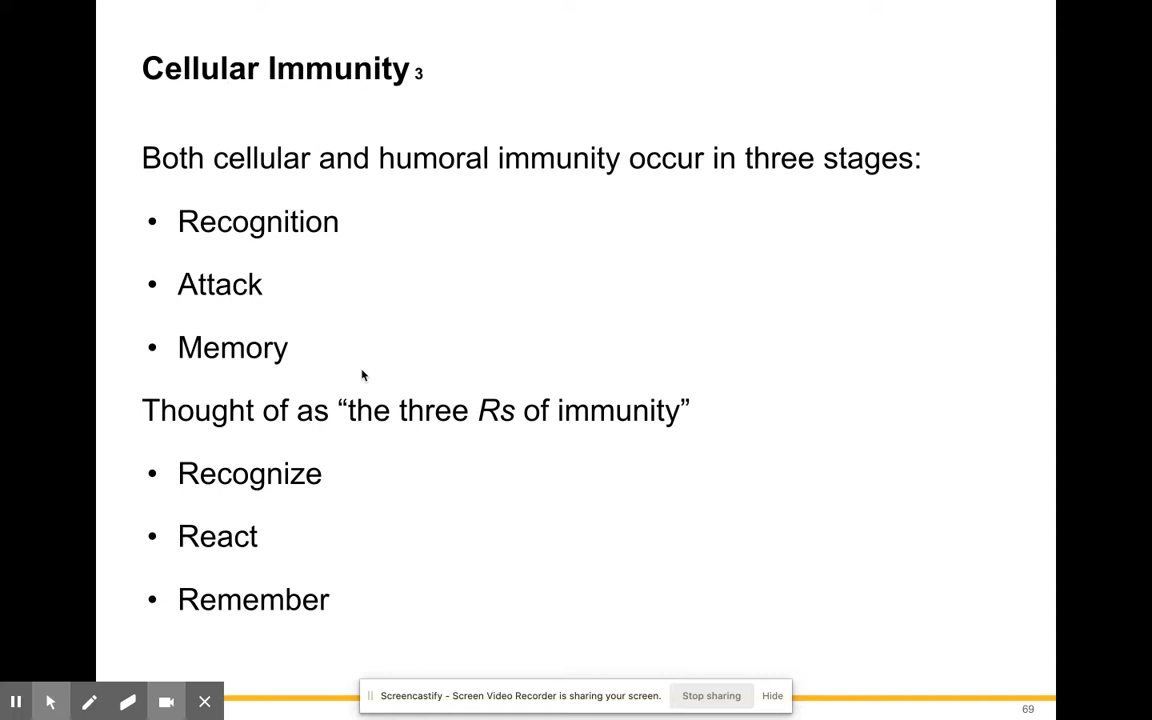 Cellular Immunity 3
Both cellular and humoral immunity occur in three stages:
• Recognition
• Attack
• Memory
Thought of as “the three Rs of immunity”
• Recognize
• React
• Remember
Screencastify - Screen Video Recorder is sharing your screen. Stop sharing Hide
69